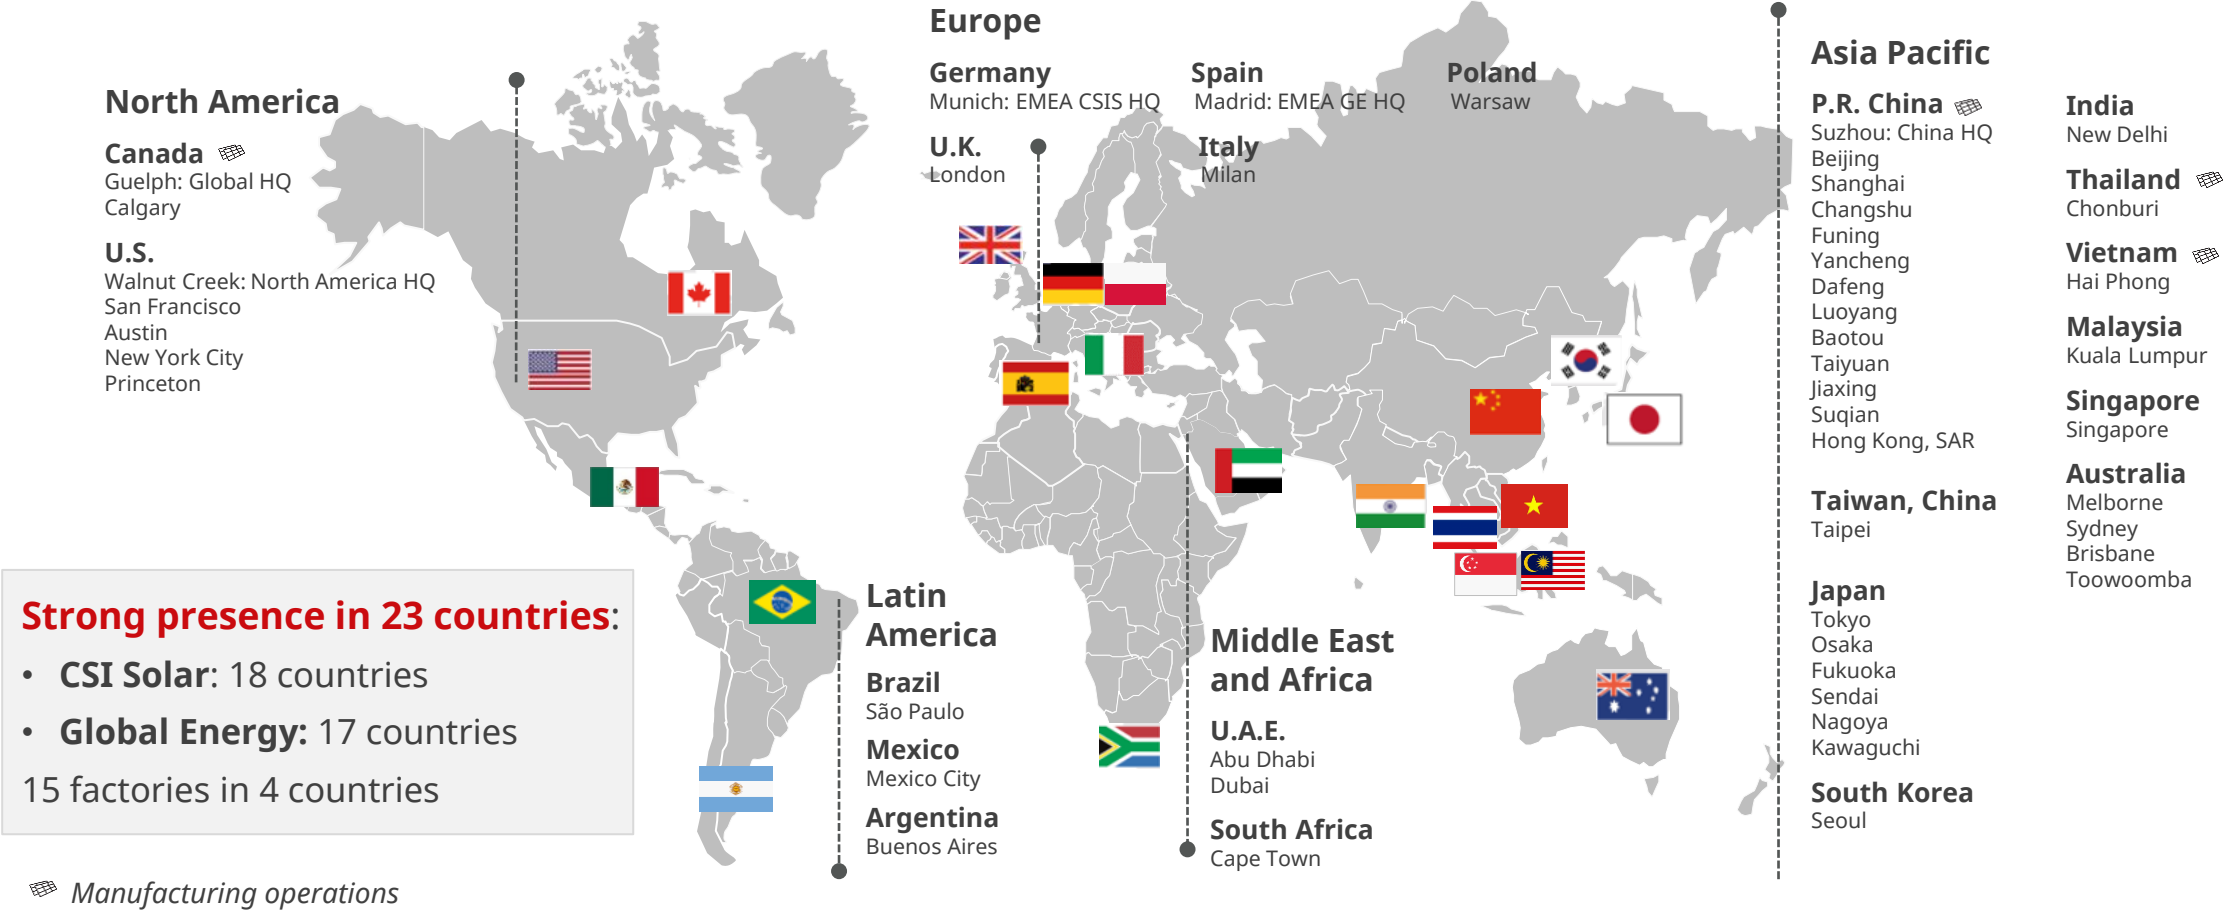 North America
Canada
Guelph: Global HQ
Calgary
U.S.
Walnut Creek: North America HQ
San Francisco
Austin
New York City
Princeton
Europe
Germany
Munich: EMEA CSIS HQ
Spain
Madrid: EMEA GE HQ
Poland
Warsaw
U.K.
London
Italy
Milan
Asia Pacific
P.R. China
Suzhou: China HQ
Beijing
Shanghai
Changshu
Funing
Yancheng
Dafeng
Luoyang
Baotou
Taiyuan
Jiaxing
Suqian
Hong Kong, SAR
Taiwan, China
Taipei
Japan
Tokyo
Osaka
Fukuoka
Sendai
Nagoya
Kawaguchi
South Korea
Seoul
India
New Delhi
Thailand
Chonburi
Vietnam
Hai Phong
Malaysia
Kuala Lumpur
Singapore
Singapore
Australia
Melborne
Sydney
Brisbane
Toowoomba
Latin
America
Brazil
São Paulo
Mexico
Mexico City
Argentina
Buenos Aires
Middle East
and Africa
U.A.E.
Abu Dhabi
Dubai
South Africa
Cape Town
Strong presence in 23 countries:
• CSI Solar: 18 countries
• Global Energy: 17 countries
15 factories in 4 countries
Manufacturing operations